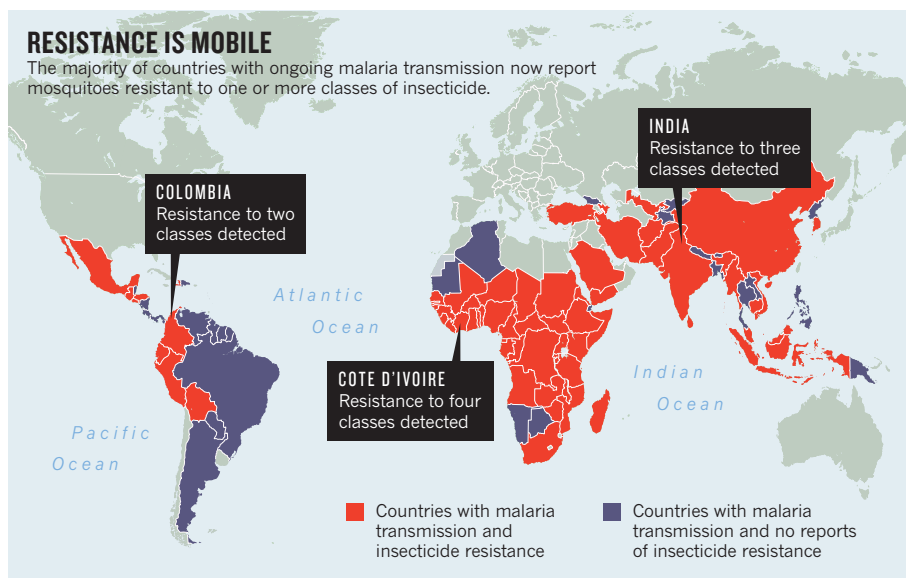 RESISTANCE IS MOBILE
The majority of countries with ongoing malaria transmission now report
mosquitoes resistant to one or more classes of insecticide.
INDIA
Resistance to three
classes detected
COLOMBIA
Resistance to two
classes detected
Atlantic
Ocean
COTE D'IVOIRE
Resistance to four
classes detected
Indian
Ocean
Pacific
Ocean
Countries with malaria
transmission and
insecticide resistance
Countries with malaria
transmission and no reports
of insecticide resistance